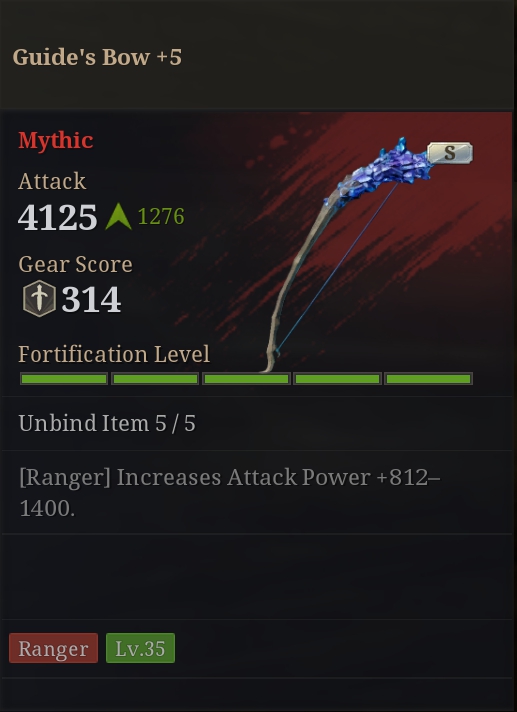 Guide's Bow +5
Mythic
S
Attack
4125 1276
Gear Score
314
Fortification Level
Unbind Item 5 / 5
[Ranger] Increases Attack Power +812–
1400.
Ranger Lv.35